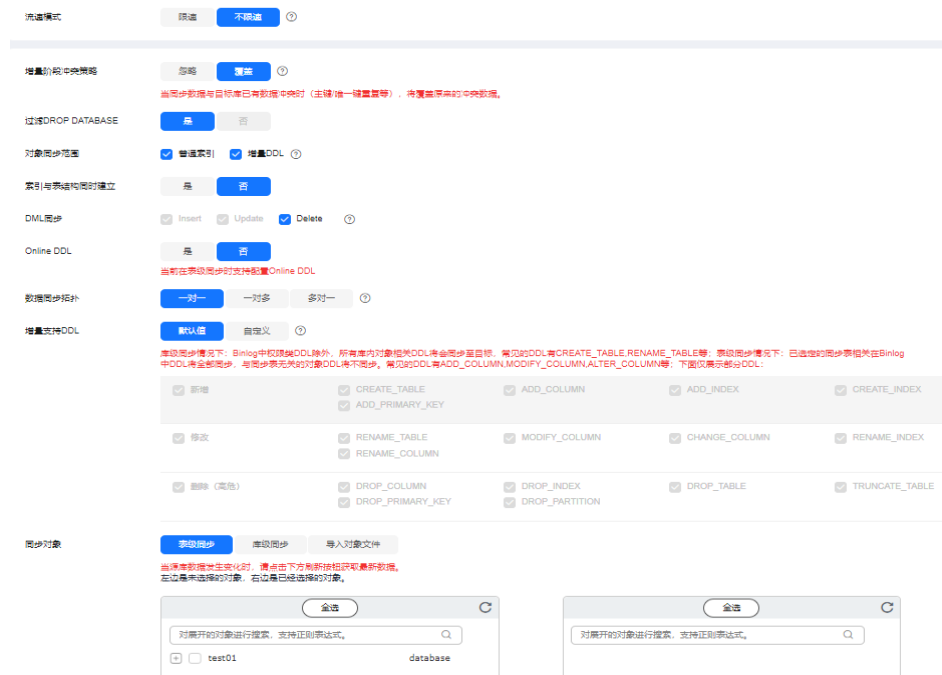 流速模式 限速 不限速
增量阶段冲突策略 忽略 覆盖
当同步数据与目标库已有数据冲突时（主键/唯一键重复等），将覆盖原来的冲突数据。
过滤DROP DATABASE 是 否
对象同步范围 普通索引 增量DDL
索引与表结构同时建立 是 否
DML同步 Insert Update Delete
Online DDL 是 否
当前在表级同步时支持配置Online DDL
数据同步拓扑 一对一 一对多 多对一
增量支持DDL 默认值 自定义
库级同步情况下：Binlog中权限类DDL除外，所有库内对象相关DDL将会同步至目标，常见的DDL有CREATE_TABLE,RENAME_TABLE等；表级同步情况下：已选定的同步表相关在Binlog
中DDL将全部同步，与同步表无关的对象DDL将不同步。常见的DDL有ADD_COLUMN,MODIFY_COLUMN,ALTER_COLUMN等；下面仅展示部分DDL：
新增 CREATE_TABLE ADD_COLUMN ADD_INDEX CREATE_INDEX
ADD_PRIMARY_KEY
修改 RENAME_TABLE MODIFY_COLUMN CHANGE_COLUMN RENAME_INDEX
RENAME_COLUMN
删除（高危） DROP_COLUMN DROP_INDEX DROP_TABLE TRUNCATE_TABLE
DROP_PRIMARY_KEY DROP_PARTITION
同步对象 表级同步 库级同步 导入对象文件
当源库数据发生变化时，请点击下方刷新按钮获取最新数据。
左边是未选择的对象，右边是已经选择的对象。
全选 全选
对展开的对象进行搜索，支持正则表达式。 对展开的对象进行搜索，支持正则表达式。
test01 database